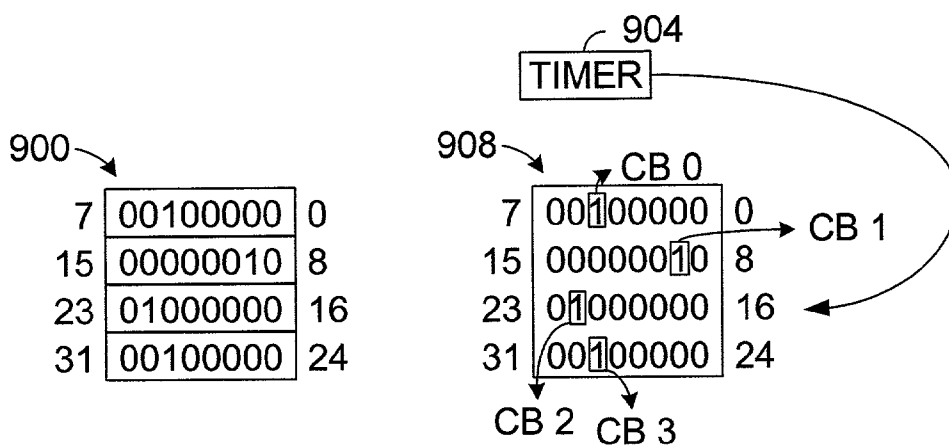 904
TIMER
900
908
CB 0
7 00100000 0
15 00000010 8
23 01000000 16
31 00100000 24
7 00100000 0
CB 1
15 00000010 8
23 01000000 16
31 00100000 24
CB 2
CB 3